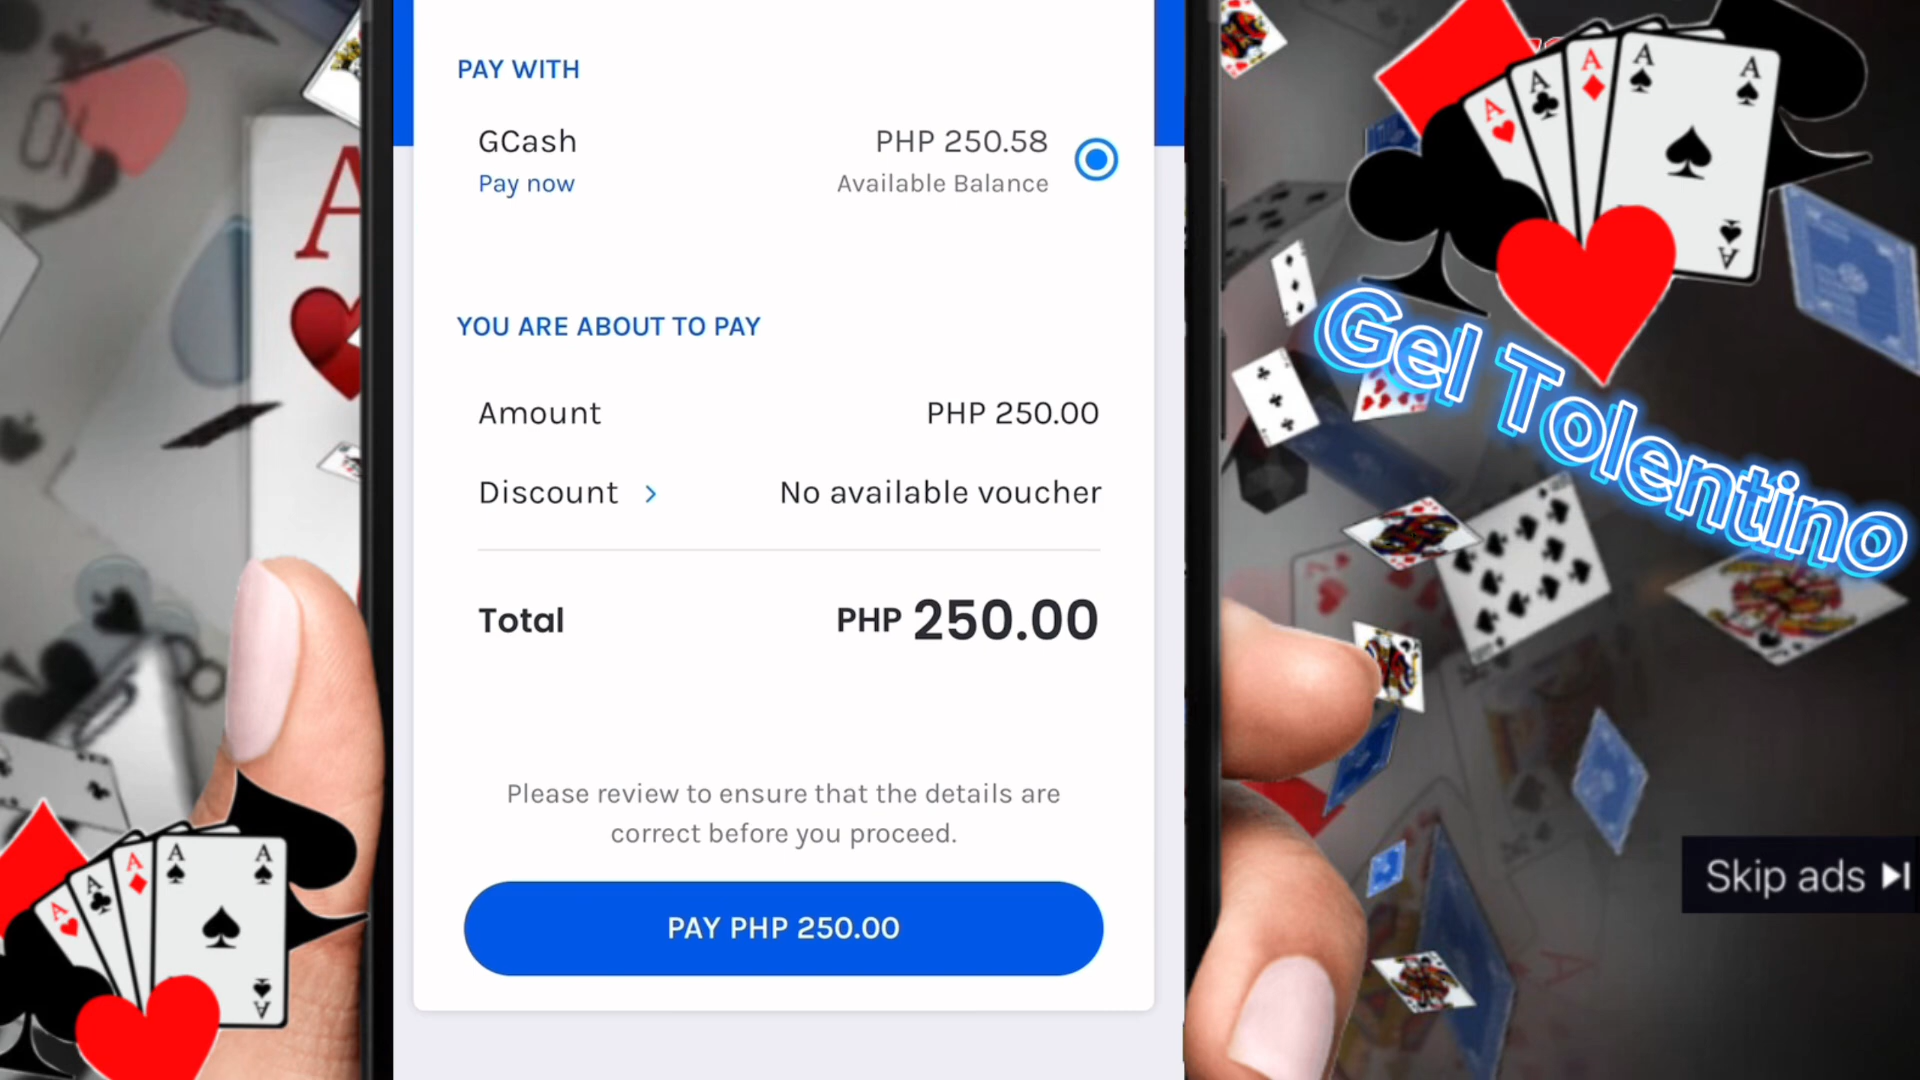 PAY WITH
GCash PHP 250.58
Pay now Available Balance
YOU ARE ABOUT TO PAY
Amount PHP 250.00
Discount > No available voucher
Total PHP 250.00
Please review to ensure that the details are
correct before you proceed.
PAY PHP 250.00
A
A
A
A
A
A
A
Gel Tolentino
Skip ads
A
A
A
A
A
A